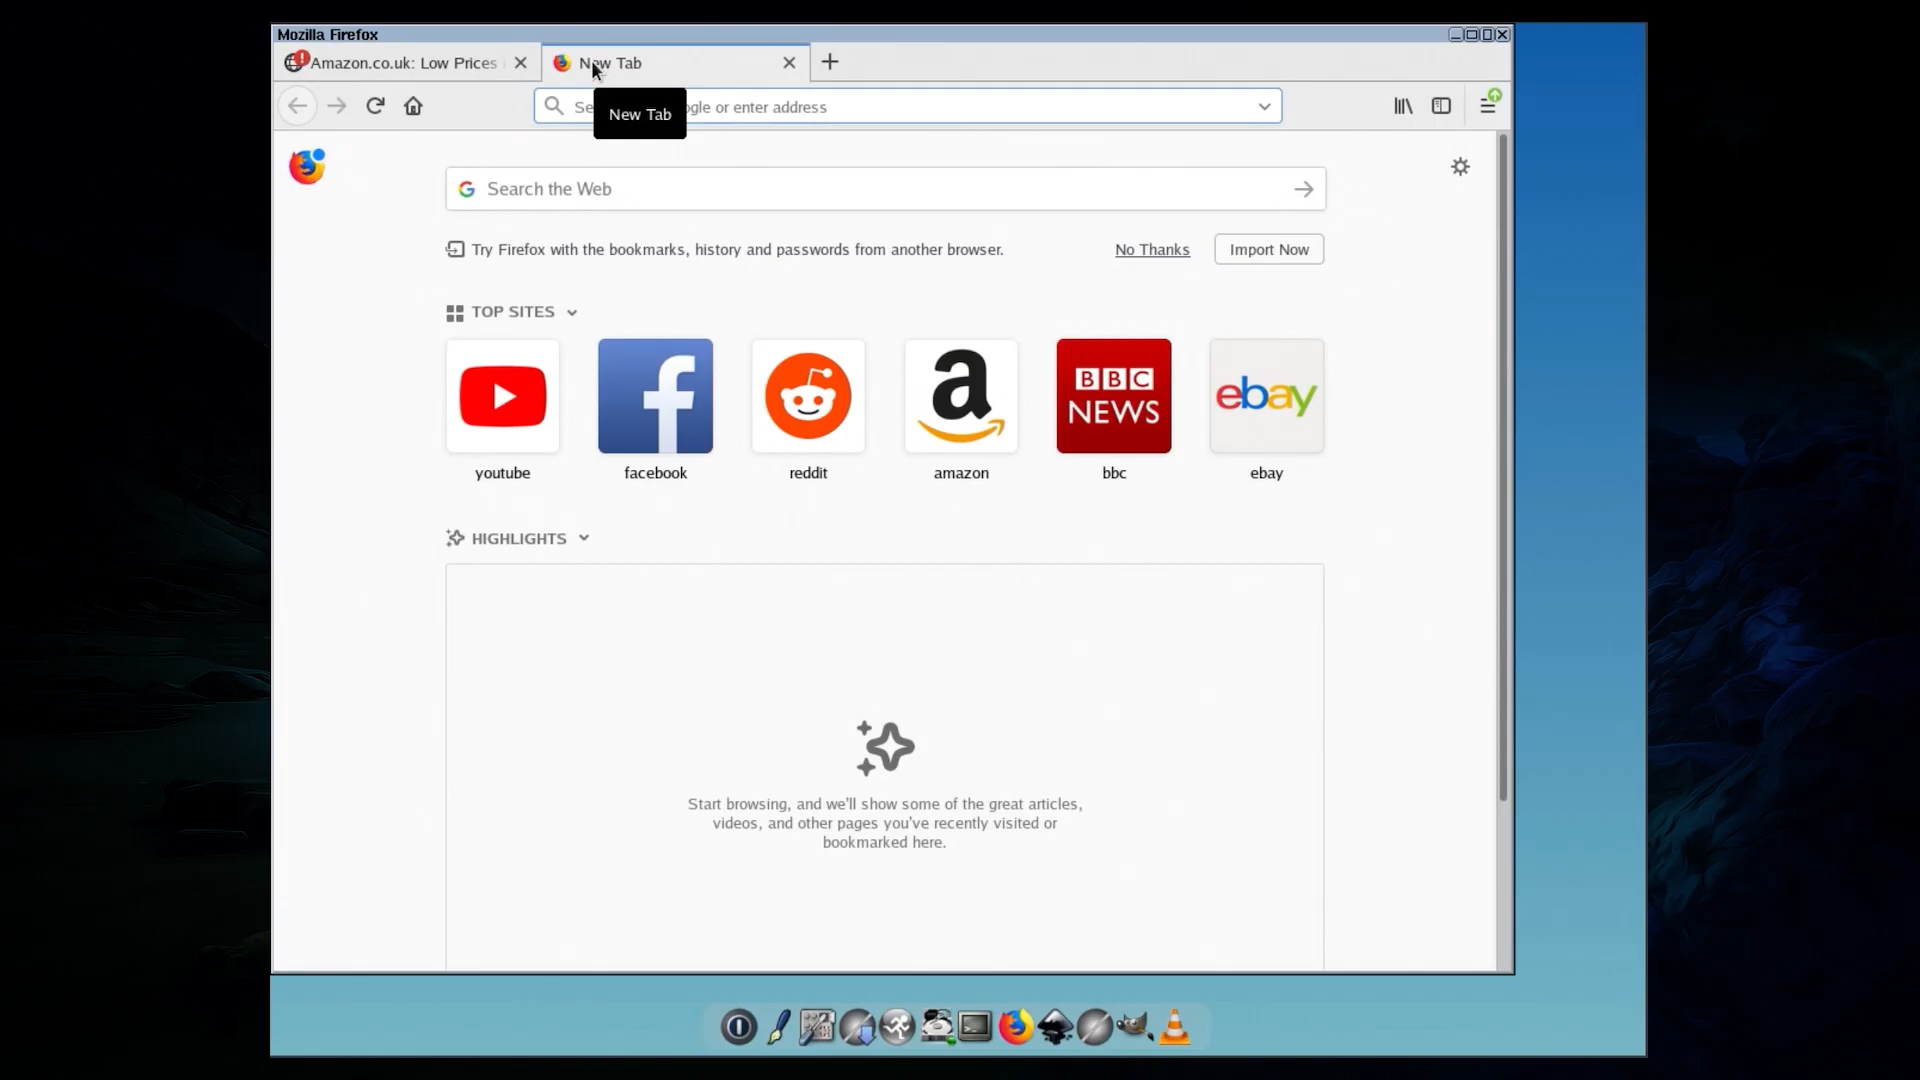 Mozilla Firefox
Amazon.co.uk: Low Prices
New Tab
Se
gle or enter address
New Tab
Search the Web
Try Firefox with the bookmarks, history and passwords from another browser.
No Thanks
Import Now
TOP SITES
BBC
NEWS
ebay
youtube
facebook
reddit
amazon
bbc
ebay
HIGHLIGHTS
Start browsing, and we'll show some of the great articles,
videos, and other pages you've recently visited or
bookmarked here.